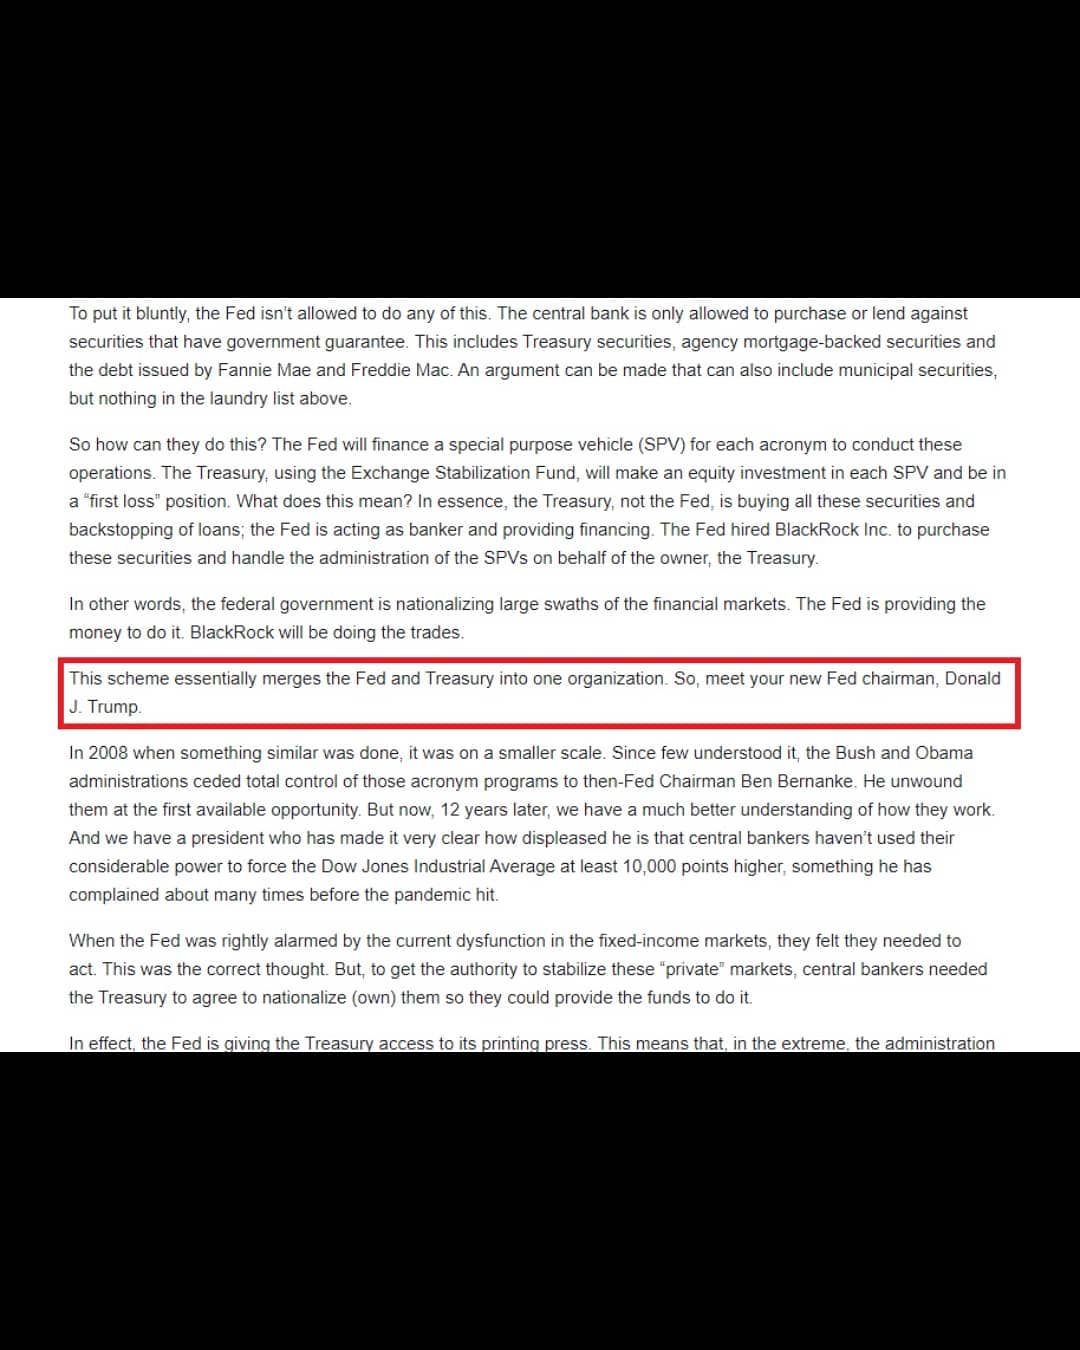 To put it bluntly, the Fed isn’t allowed to do any of this. The central bank is only allowed to purchase or lend against
securities that have government guarantee. This includes Treasury securities, agency mortgage-backed securities and
the debt issued by Fannie Mae and Freddie Mac. An argument can be made that can also include municipal securities,
but nothing in the laundry list above.
So how can they do this? The Fed will finance a special purpose vehicle (SPV) for each acronym to conduct these
operations. The Treasury, using the Exchange Stabilization Fund, will make an equity investment in each SPV and be in
a “first loss” position. What does this mean? In essence, the Treasury, not the Fed, is buying all these securities and
backstopping of loans; the Fed is acting as banker and providing financing. The Fed hired BlackRock Inc. to purchase
these securities and handle the administration of the SPVs on behalf of the owner, the Treasury.
In other words, the federal government is nationalizing large swaths of the financial markets. The Fed is providing the
money to do it. BlackRock will be doing the trades.
This scheme essentially merges the Fed and Treasury into one organization. So, meet your new Fed chairman, Donald
J. Trump.
In 2008 when something similar was done, it was on a smaller scale. Since few understood it, the Bush and Obama
administrations ceded total control of those acronym programs to then-Fed Chairman Ben Bernanke. He unwound
them at the first available opportunity. But now, 12 years later, we have a much better understanding of how they work.
And we have a president who has made it very clear how displeased he is that central bankers haven’t used their
considerable power to force the Dow Jones Industrial Average at least 10,000 points higher, something he has
complained about many times before the pandemic hit.
When the Fed was rightly alarmed by the current dysfunction in the fixed-income markets, they felt they needed to
act. This was the correct thought. But, to get the authority to stabilize these “private” markets, central bankers needed
the Treasury to agree to nationalize (own) them so they could provide the funds to do it.
In effect, the Fed is giving the Treasury access to its printing press. This means that, in the extreme, the administration